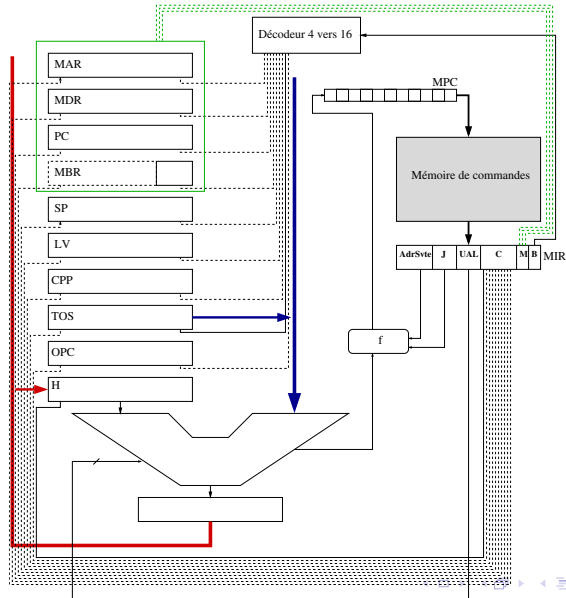 Décodeur 4 vers 16
MAR
MDR
PC
MBR
SP
LV
CPP
TOS
OPC
H
MPC
Mémoire de commandes
AdrSvte J UAL C M B
MIR
f